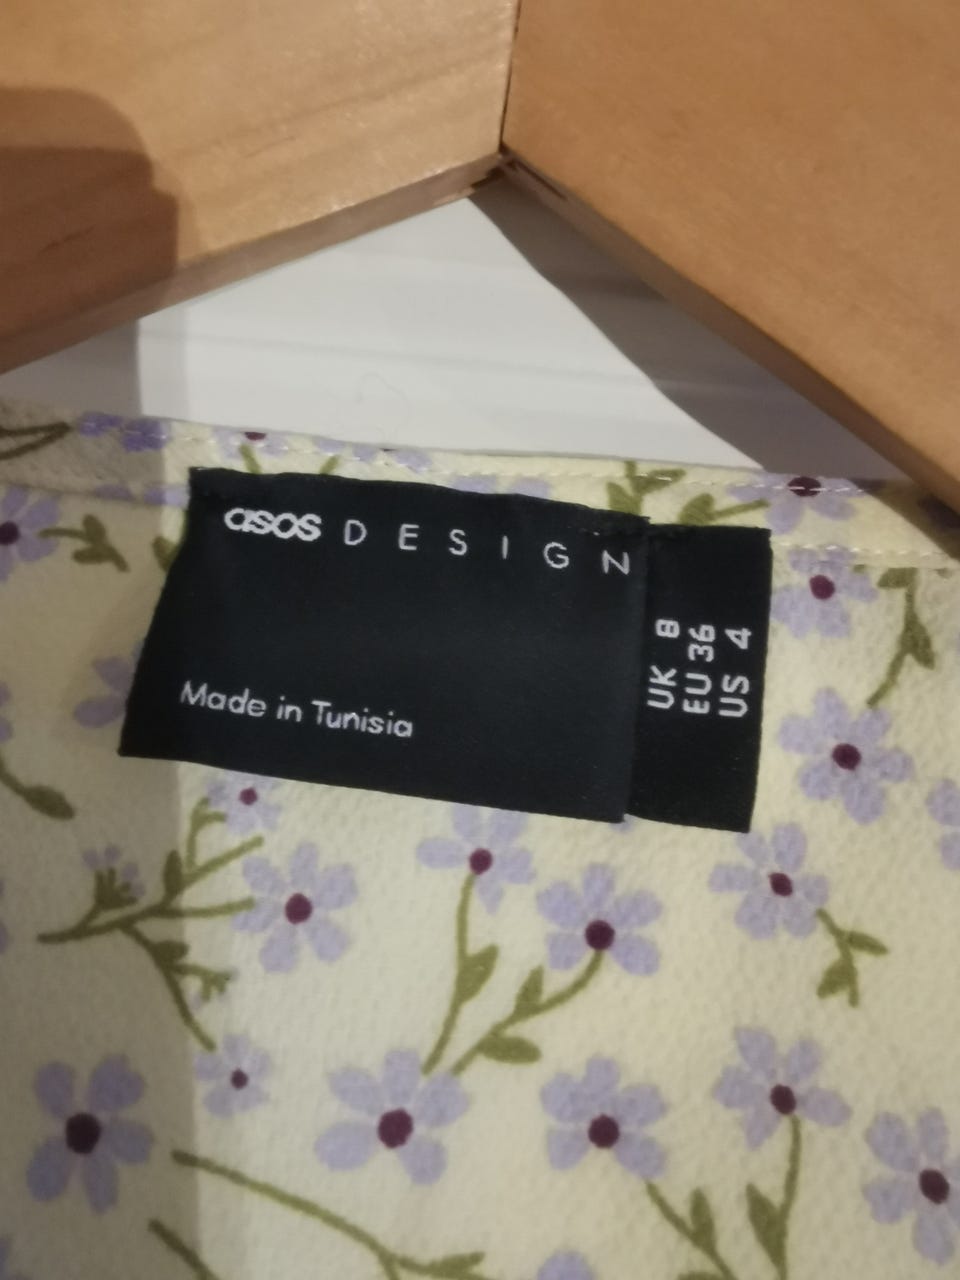 asos DESIGN
Made in Tunisia
UK 8
EU 36
US 4